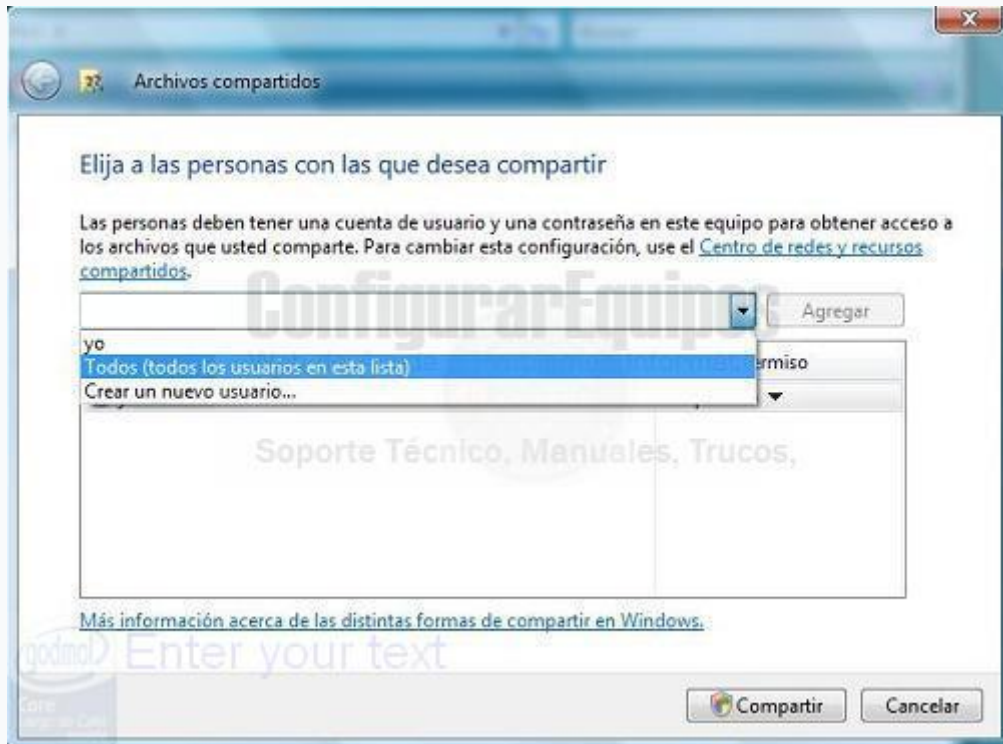 Archivos compartidos
Elija a las personas con las que desea compartir
Las personas deben tener una cuenta de usuario y una contraseña en este equipo para obtener acceso a
los archivos que usted comparte. Para cambiar esta configuración, use el Centro de redes y recursos
compartidos.
ConfigurarEquipos
Agregar
yo
Todos (todos los usuarios en esta lista)
ermiso
Crear un nuevo usuario...
Soporte Técnico, Manuales, Trucos,
Más información acerca de las distintas formas de compartir en Windows.
Enter your text
Compartir Cancelar